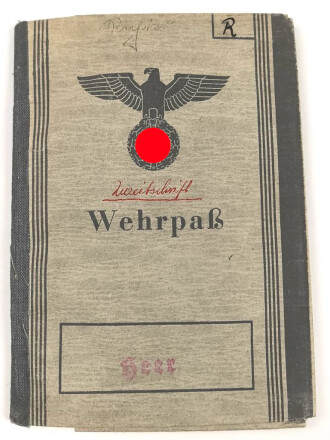 R
Zweitschrift
Wehrpaß
Heer